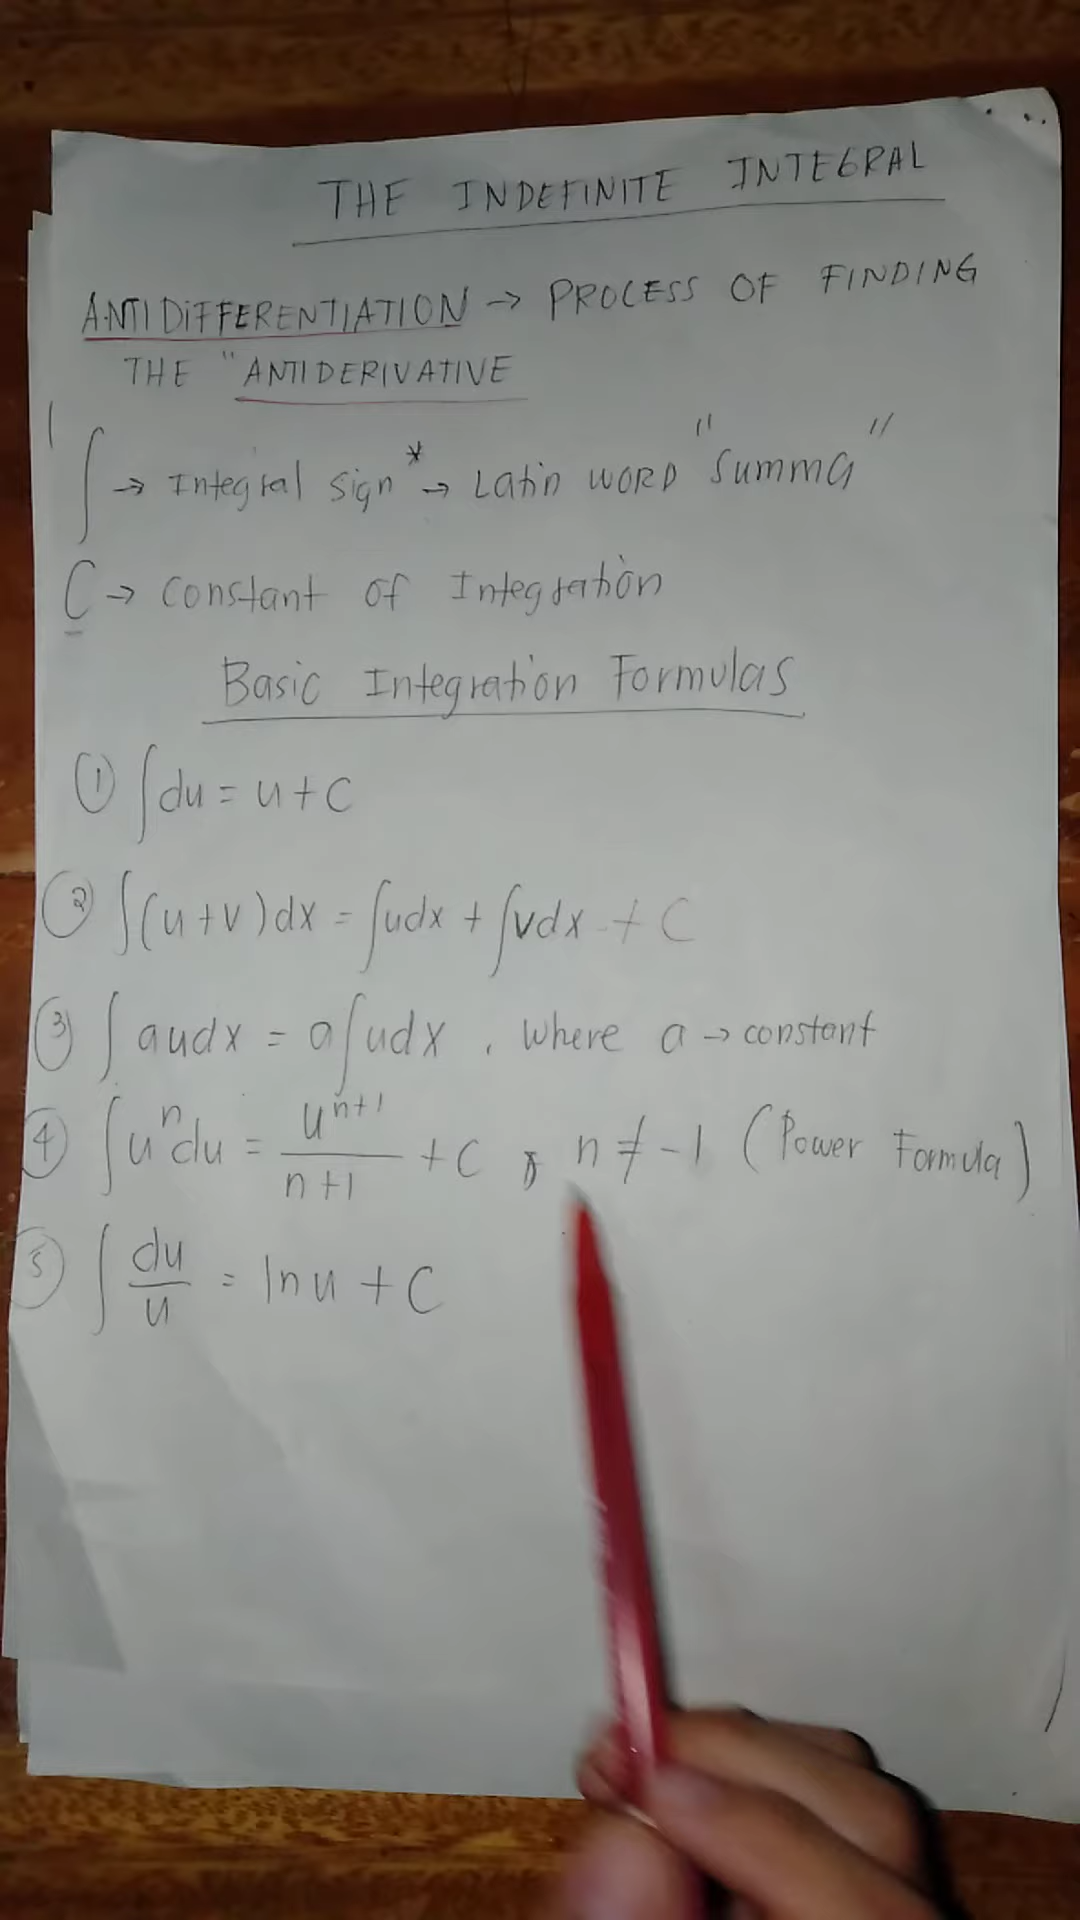 THE INDEFINITE INTEGRAL
ANTIDIFFERENTIATION → PROCESS OF FINDING
THE "ANTIDERIVATIVE
∫ → Integral Sign* → Latin WORD "Summa"
C → Constant of Integration
Basic Integration Formulas
① ∫du = u + C
② ∫(u+v)dx = ∫udx + ∫vdx + C
③ ∫audx = a∫udx, where a → constant
④ ∫uⁿdu = uⁿ⁺¹/(n+1) + C, n ≠ -1 (Power Formula)
⑤ ∫du/u = ln u + C